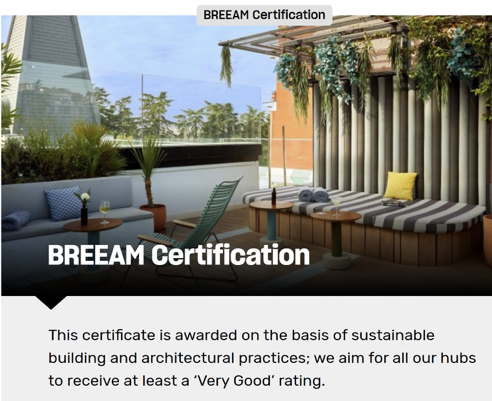 BREEAM Certification
BREEAM Certification
This certificate is awarded on the basis of sustainable
building and architectural practices; we aim for all our hubs
to receive at least a ‘Very Good’ rating.